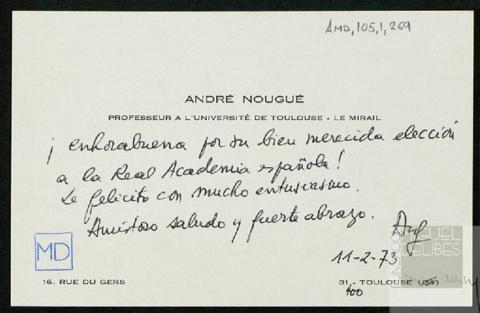 AMD, 105, 1, 269
ANDRÉ NOUGUÉ
PROFESSEUR A L'UNIVERSITÉ DE TOULOUSE - LE MIRAIL
¡ enhorabuena por su bien merecida elección
a la Real Academia española!
Le felicito con mucho entusiasmo.
Amistoso saludo y fuerte abrazo.
11-2-73
MD
16. RUE DU GERS
31 - TOULOUSE
400
FUNDACIÓN
MIGUEL
DELIBES